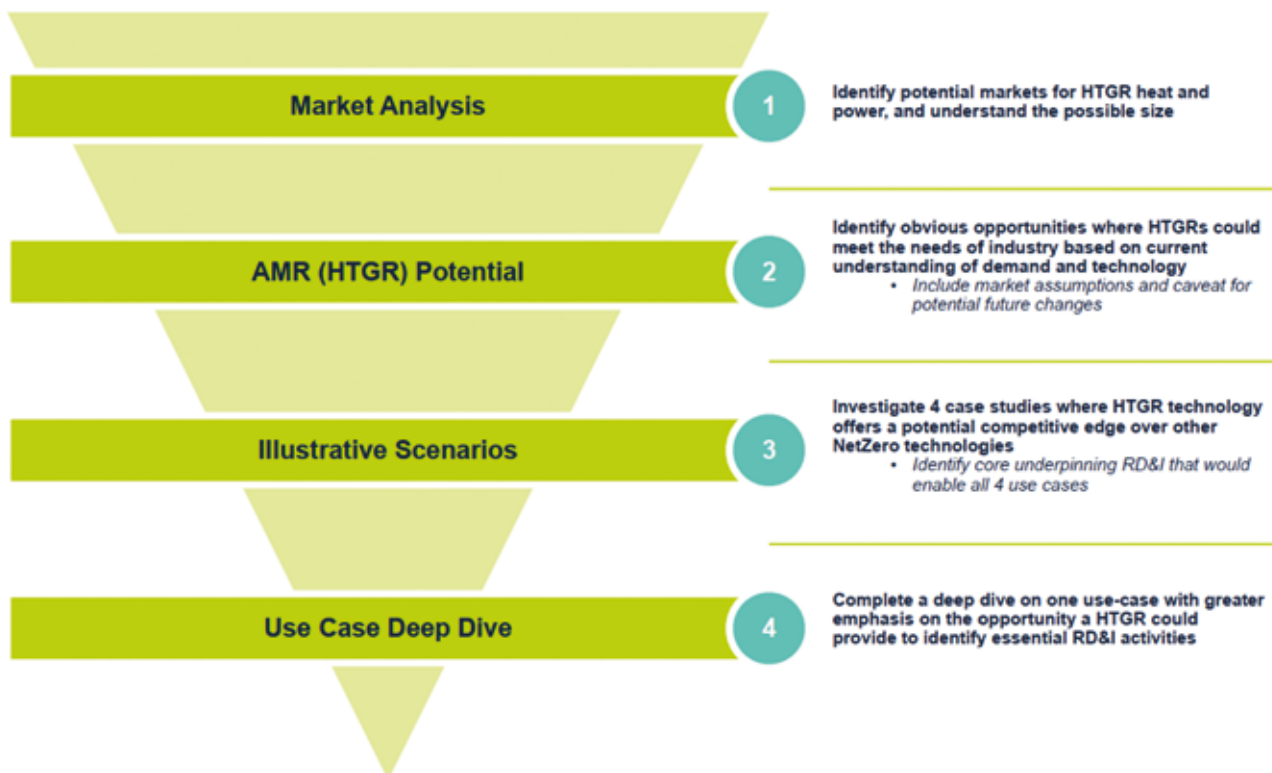 Market Analysis
1
Identify potential markets for HTGR heat and
power, and understand the possible size
AMR (HTGR) Potential
2
Identify obvious opportunities where HTGRs could
meet the needs of industry based on current
understanding of demand and technology
• Include market assumptions and caveat for
potential future changes
Illustrative Scenarios
3
Investigate 4 case studies where HTGR technology
offers a potential competitive edge over other
NetZero technologies
• Identify core underpinning RD&I that would
enable all 4 use cases
Use Case Deep Dive
4
Complete a deep dive on one use-case with greater
emphasis on the opportunity a HTGR could
provide to identify essential RD&I activities